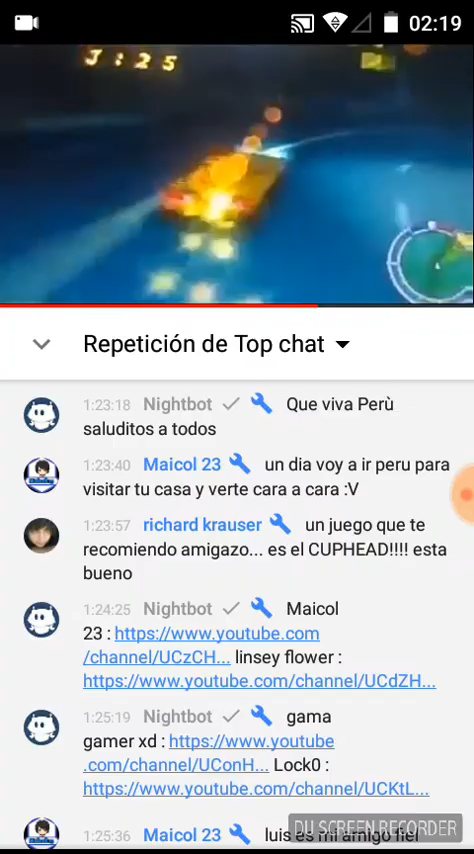 02:19
3:25
Repetición de Top chat
1:23:18 Nightbot Que viva Perù
saluditos a todos
1:23:40 Maicol 23 un dia voy a ir peru para
visitar tu casa y verte cara a cara :V
1:23:57 richard krauser un juego que te
recomiendo amigazo... es el CUPHEAD!!!! esta
bueno
1:24:25 Nightbot Maicol
23 : https://www.youtube.com
/channel/UCzCH... linsey flower :
https://www.youtube.com/channel/UCdZH...
1:25:19 Nightbot gama
gamer xd : https://www.youtube
.com/channel/UConH... Lock0 :
https://www.youtube.com/channel/UCKtL...
1:25:36 Maicol 23 luis es mi amigo fiel
DU SCREEN RECORDER